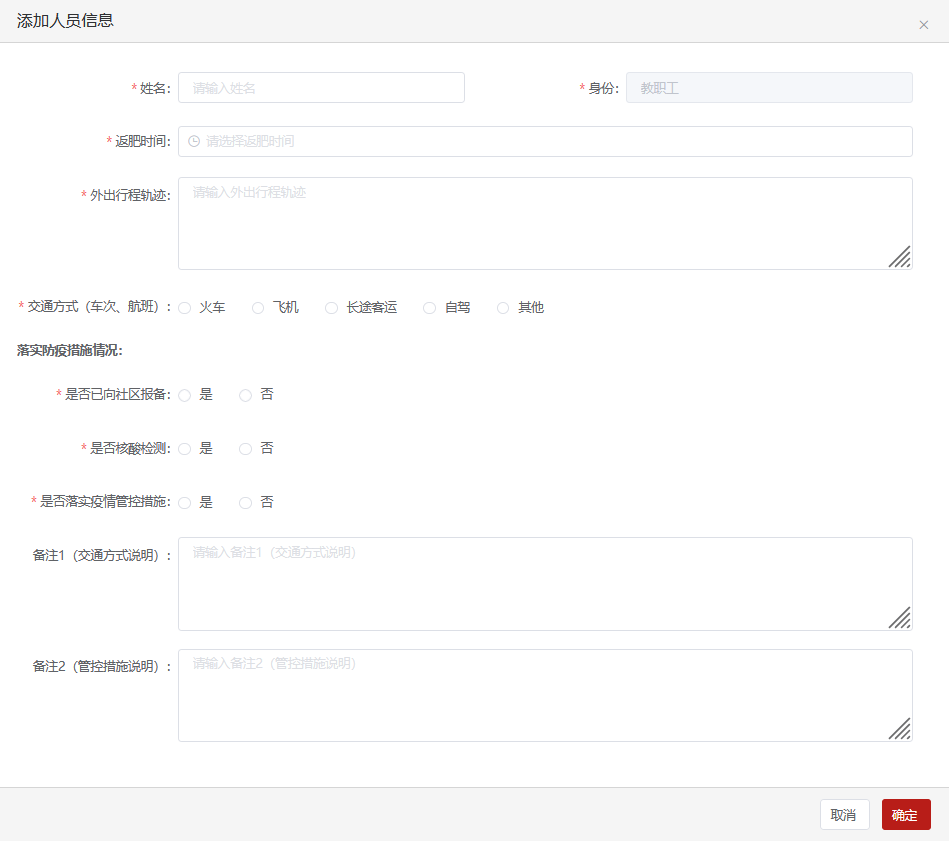 添加人员信息
* 姓名: 请输入姓名 * 身份: 教职工
* 返肥时间: 请选择返肥时间
* 外出行程轨迹: 请输入外出行程轨迹
* 交通方式（车次、航班）: 火车 飞机 长途客运 自驾 其他
落实防疫措施情况:
* 是否已向社区报备: 是 否
* 是否核酸检测: 是 否
* 是否落实疫情管控措施: 是 否
备注1（交通方式说明）: 请输入备注1（交通方式说明）
备注2（管控措施说明）: 请输入备注2（管控措施说明）
取消 确定